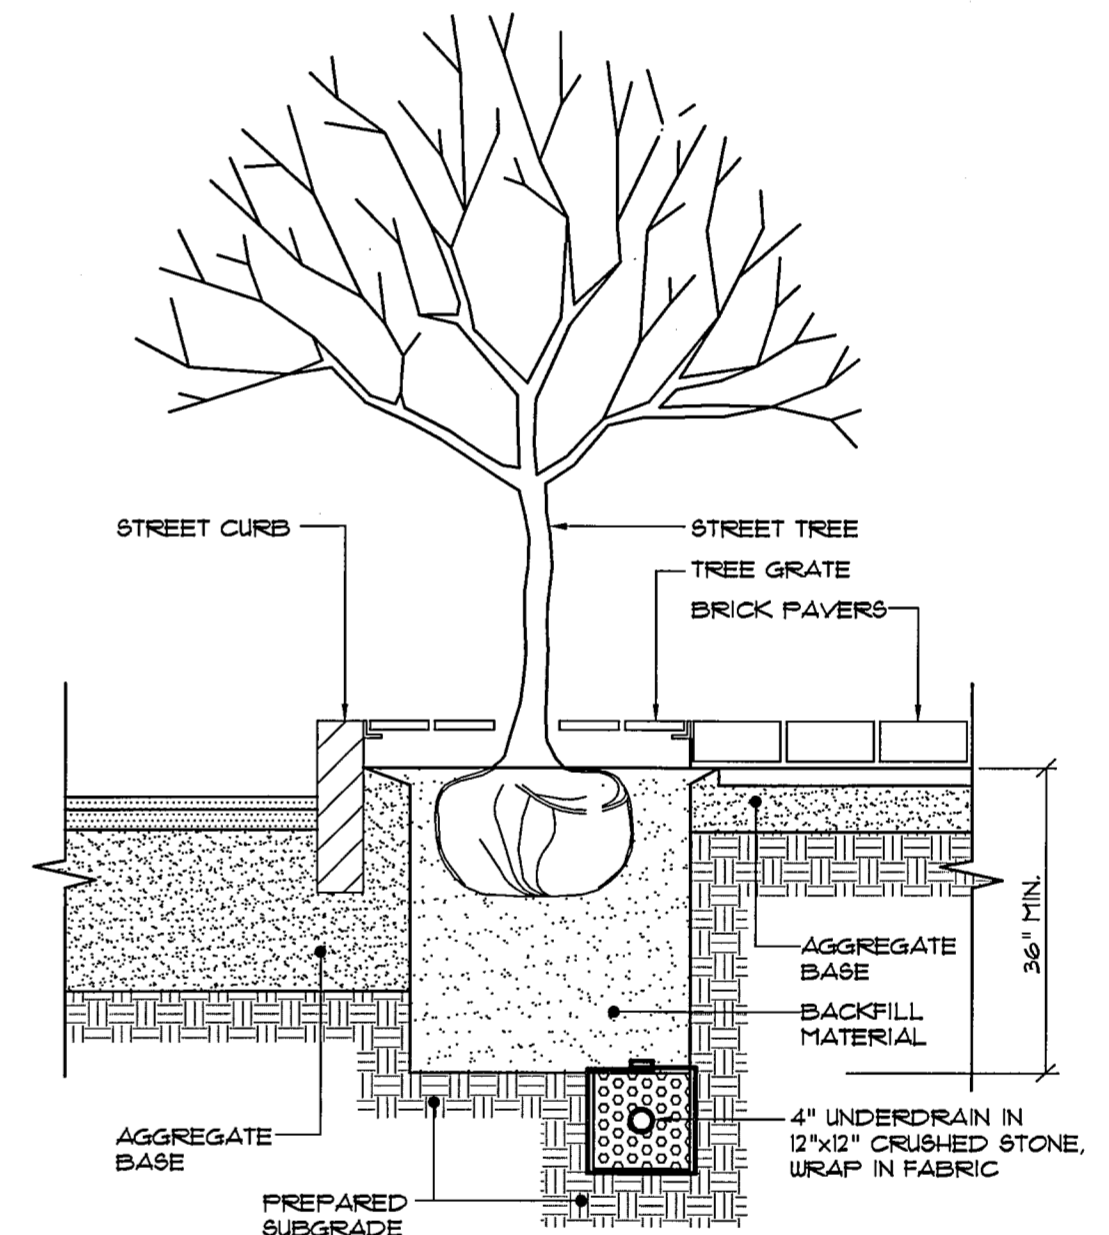 STREET CURB
STREET TREE
TREE GRATE
BRICK PAVERS
36" MIN.
AGGREGATE
BASE
BACKFILL
MATERIAL
4" UNDERDRAIN IN
12"x12" CRUSHED STONE,
WRAP IN FABRIC
AGGREGATE
BASE
PREPARED
SUBGRADE